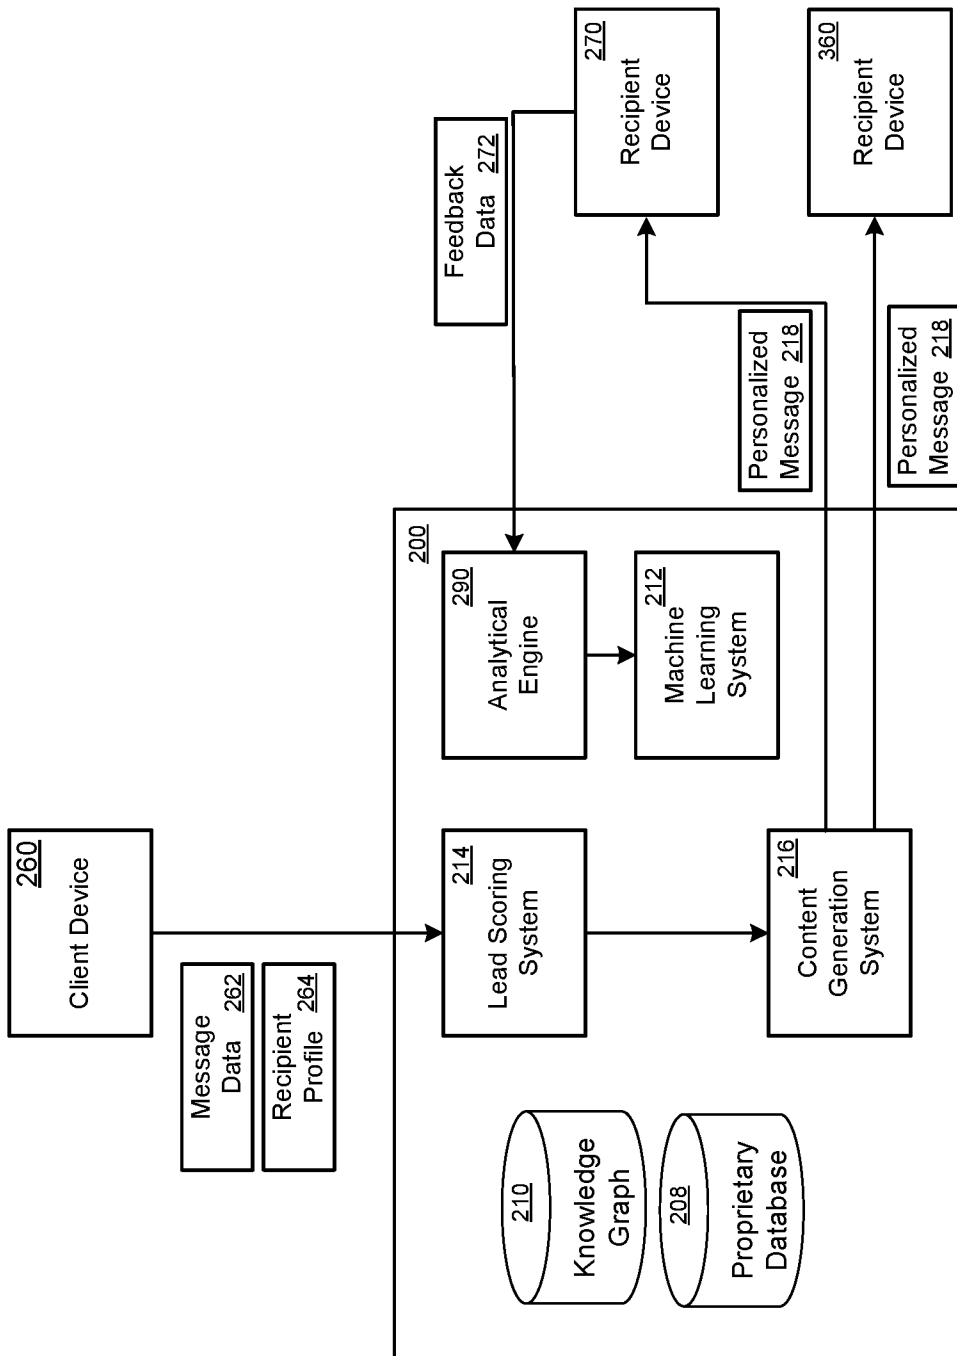 260
Client Device
Message
Data 262
Recipient
Profile 264
200
210
Knowledge
Graph
208
Proprietary
Database
214
Lead Scoring
System
216
Content
Generation
System
290
Analytical
Engine
212
Machine
Learning
System
Feedback
Data 272
Personalized
Message 218
Personalized
Message 218
270
Recipient
Device
360
Recipient
Device